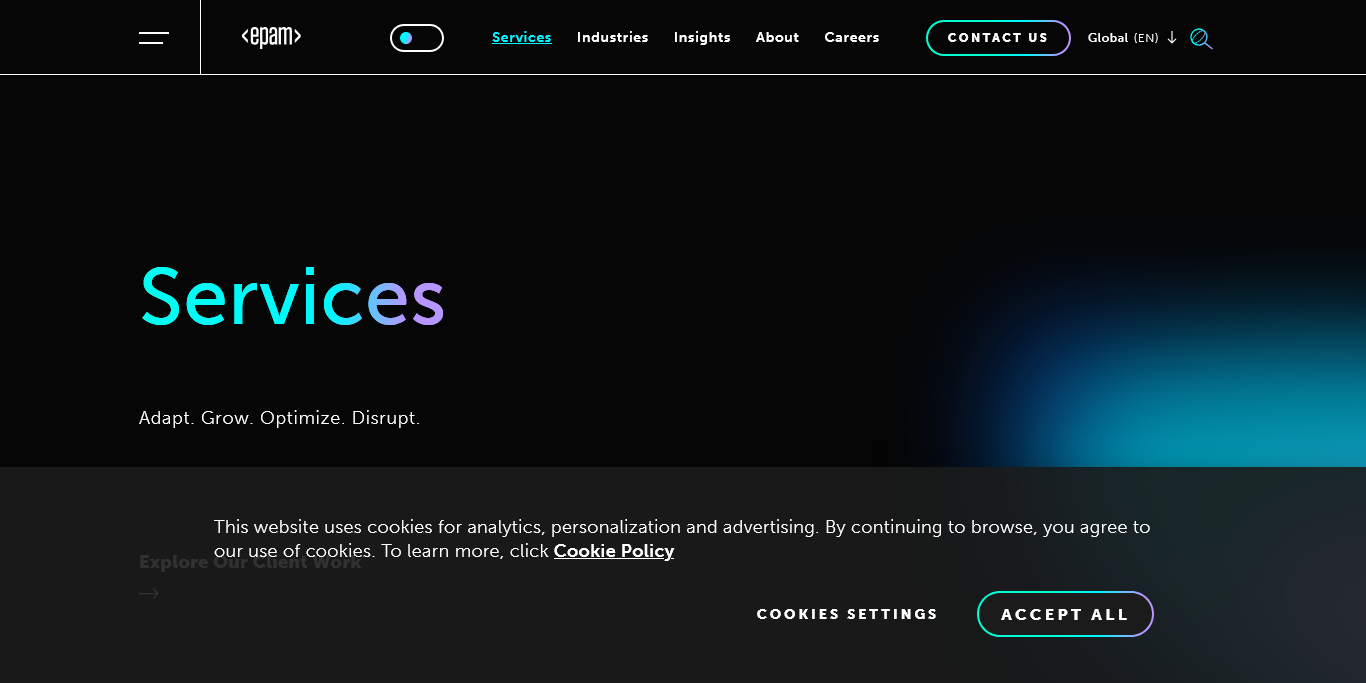 <epam>
Services
Industries
Insights
About
Careers
CONTACT US
Global (EN)
Services
Adapt. Grow. Optimize. Disrupt.
This website uses cookies for analytics, personalization and advertising. By continuing to browse, you agree to
our use of cookies. To learn more, click Cookie Policy
Explore Our Client Work
COOKIES SETTINGS
ACCEPT ALL